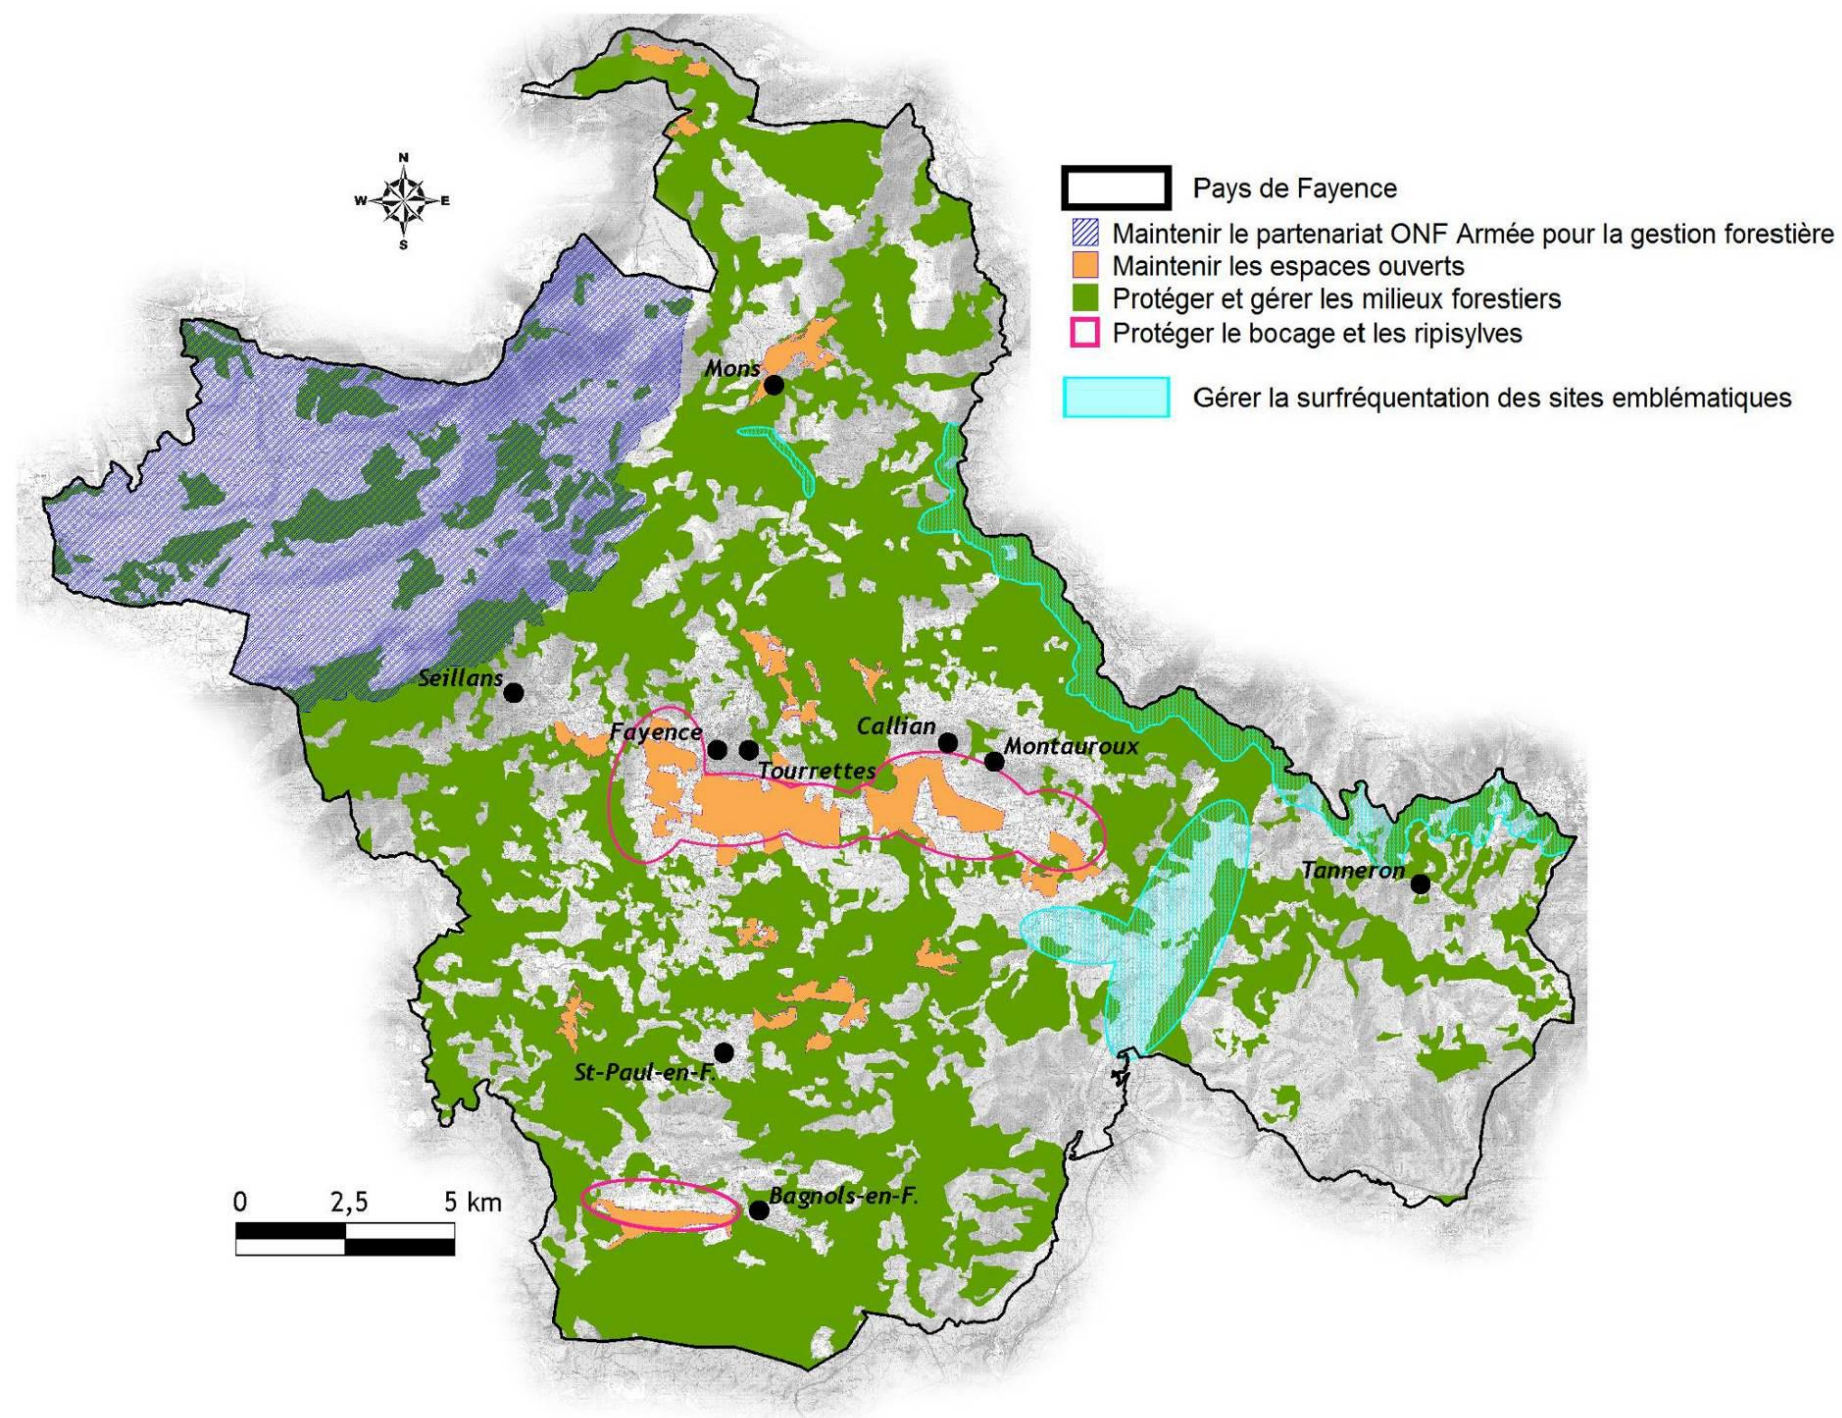 N
W E
S
Pays de Fayence
Maintenir le partenariat ONF Armée pour la gestion forestière
Maintenir les espaces ouverts
Protéger et gérer les milieux forestiers
Protéger le bocage et les ripisylves
Gérer la surfréquentation des sites emblématiques
Mons
Seillans
Fayence
Callian
Montauroux
Tourrettes
Tanneron
St-Paul-en-F.
Bagnols-en-F.
0 2,5 5 km